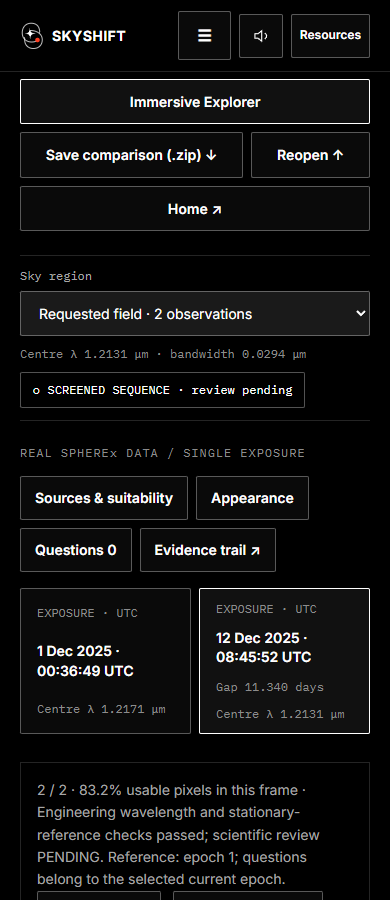 SKYSHIFT
☰
Resources
Immersive Explorer
Save comparison (.zip) ↓
Reopen ↑
Home ↗
Sky region
Requested field · 2 observations
Centre λ 1.2131 µm · bandwidth 0.0294 µm
o SCREENED SEQUENCE · review pending
REAL SPHEREx DATA / SINGLE EXPOSURE
Sources & suitability
Appearance
Questions 0
Evidence trail ↗
EXPOSURE · UTC
1 Dec 2025 ·
00:36:49 UTC
Centre λ 1.2171 µm
EXPOSURE · UTC
12 Dec 2025 ·
08:45:52 UTC
Gap 11.340 days
Centre λ 1.2131 µm
2 / 2 · 83.2% usable pixels in this frame ·
Engineering wavelength and stationary-
reference checks passed; scientific review
PENDING. Reference: epoch 1; questions
belong to the selected current epoch.